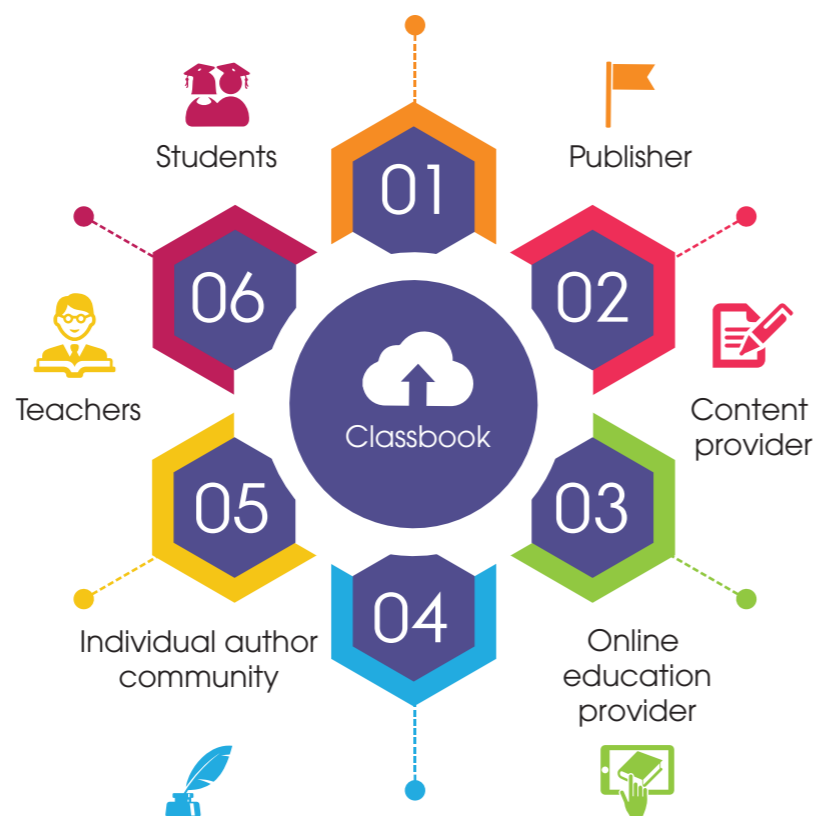 Students
Publisher
01
06
02
Teachers
Classbook
Content
provider
05
03
04
Individual author
community
Online
education
provider